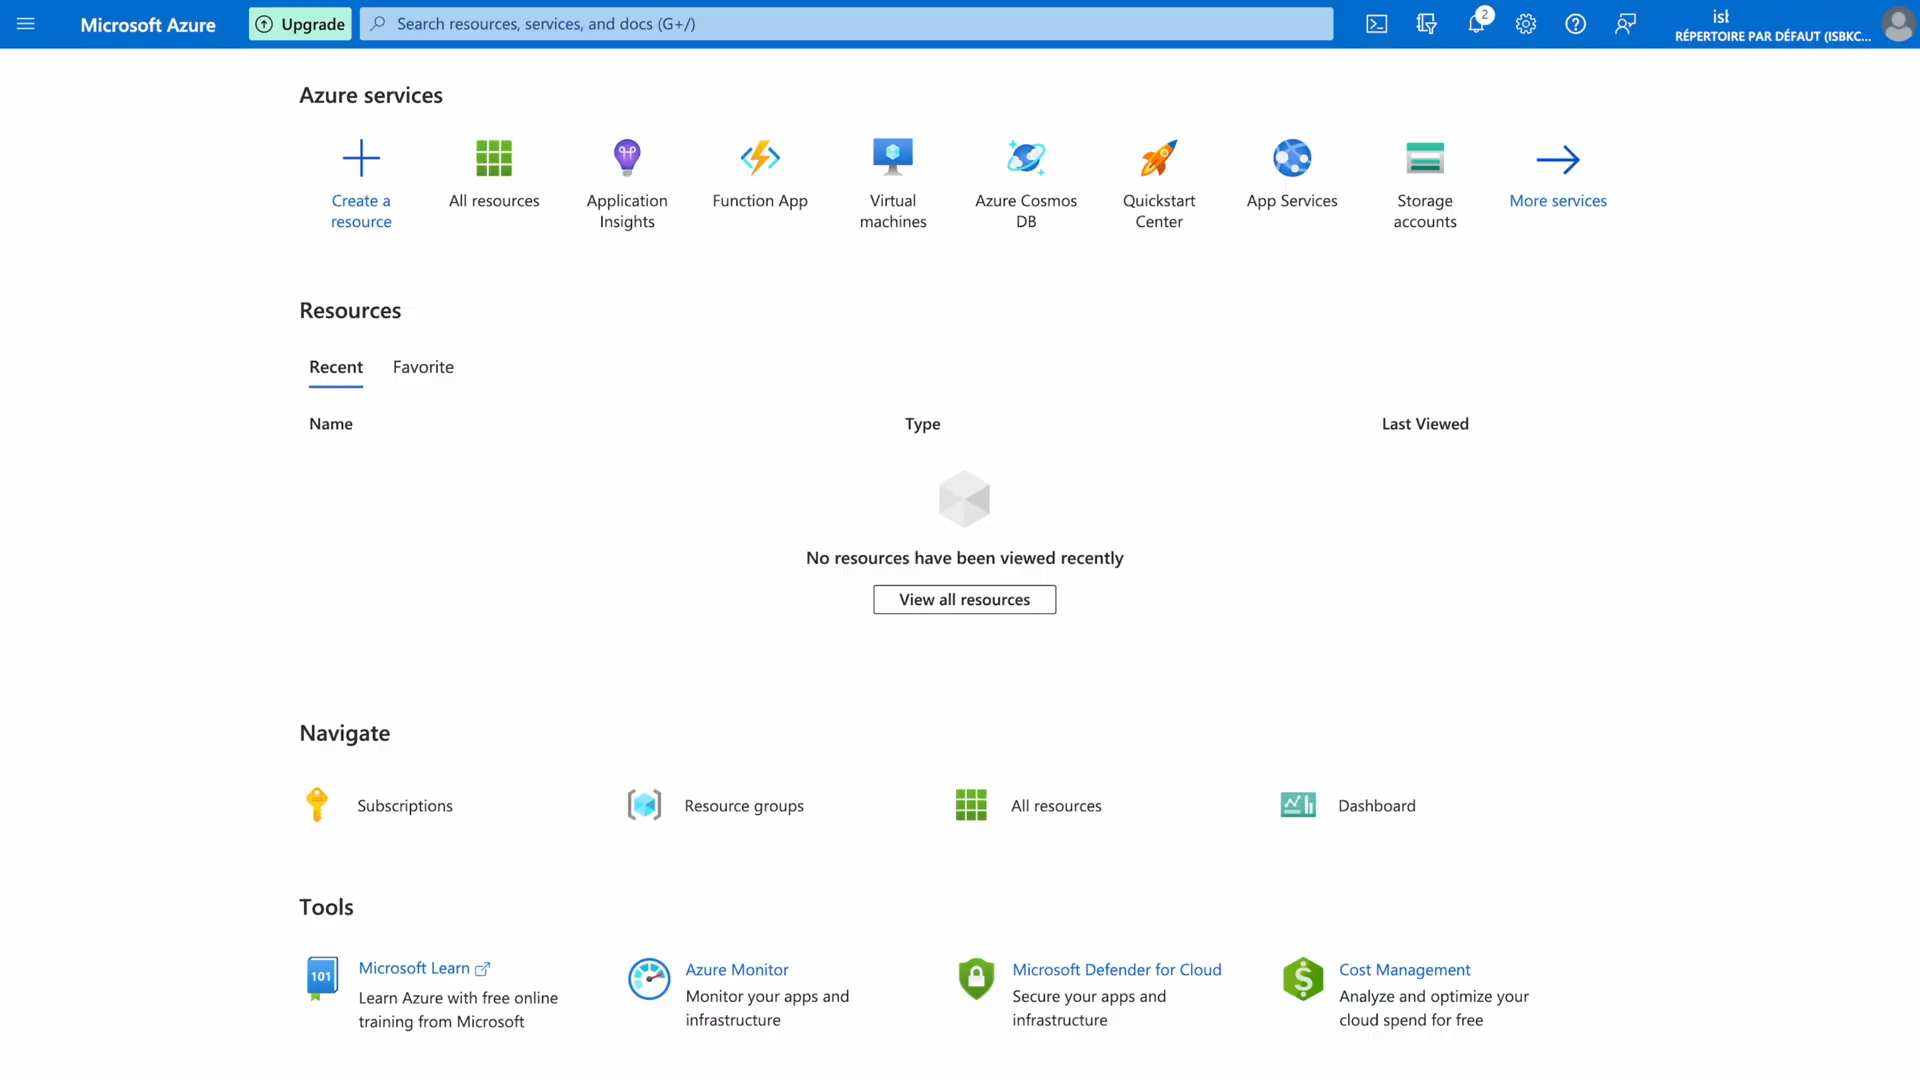 Microsoft Azure
Upgrade
Search resources, services, and docs (G+/)
2
RÉPERTOIRE PAR DÉFAUT (ISBKC...
Azure services
Create a resource
All resources
Application Insights
Function App
Virtual machines
Azure Cosmos DB
Quickstart Center
App Services
Storage accounts
More services
Resources
Recent
Favorite
Name
Type
Last Viewed
No resources have been viewed recently
View all resources
Navigate
Subscriptions
Resource groups
All resources
Dashboard
Tools
101
Microsoft Learn
Learn Azure with free online
training from Microsoft
Azure Monitor
Monitor your apps and
infrastructure
Microsoft Defender for Cloud
Secure your apps and
infrastructure
Cost Management
Analyze and optimize your
cloud spend for free